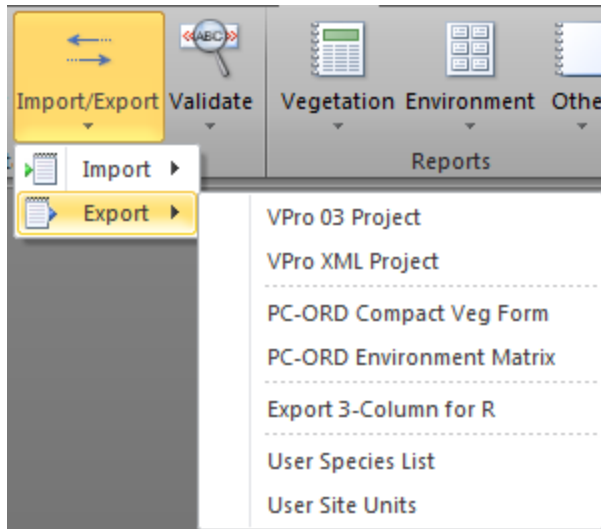 ABC
Import/Export Validate Vegetation Environment Othe
Reports
Import
Export
VPro 03 Project
VPro XML Project
PC-ORD Compact Veg Form
PC-ORD Environment Matrix
Export 3-Column for R
User Species List
User Site Units